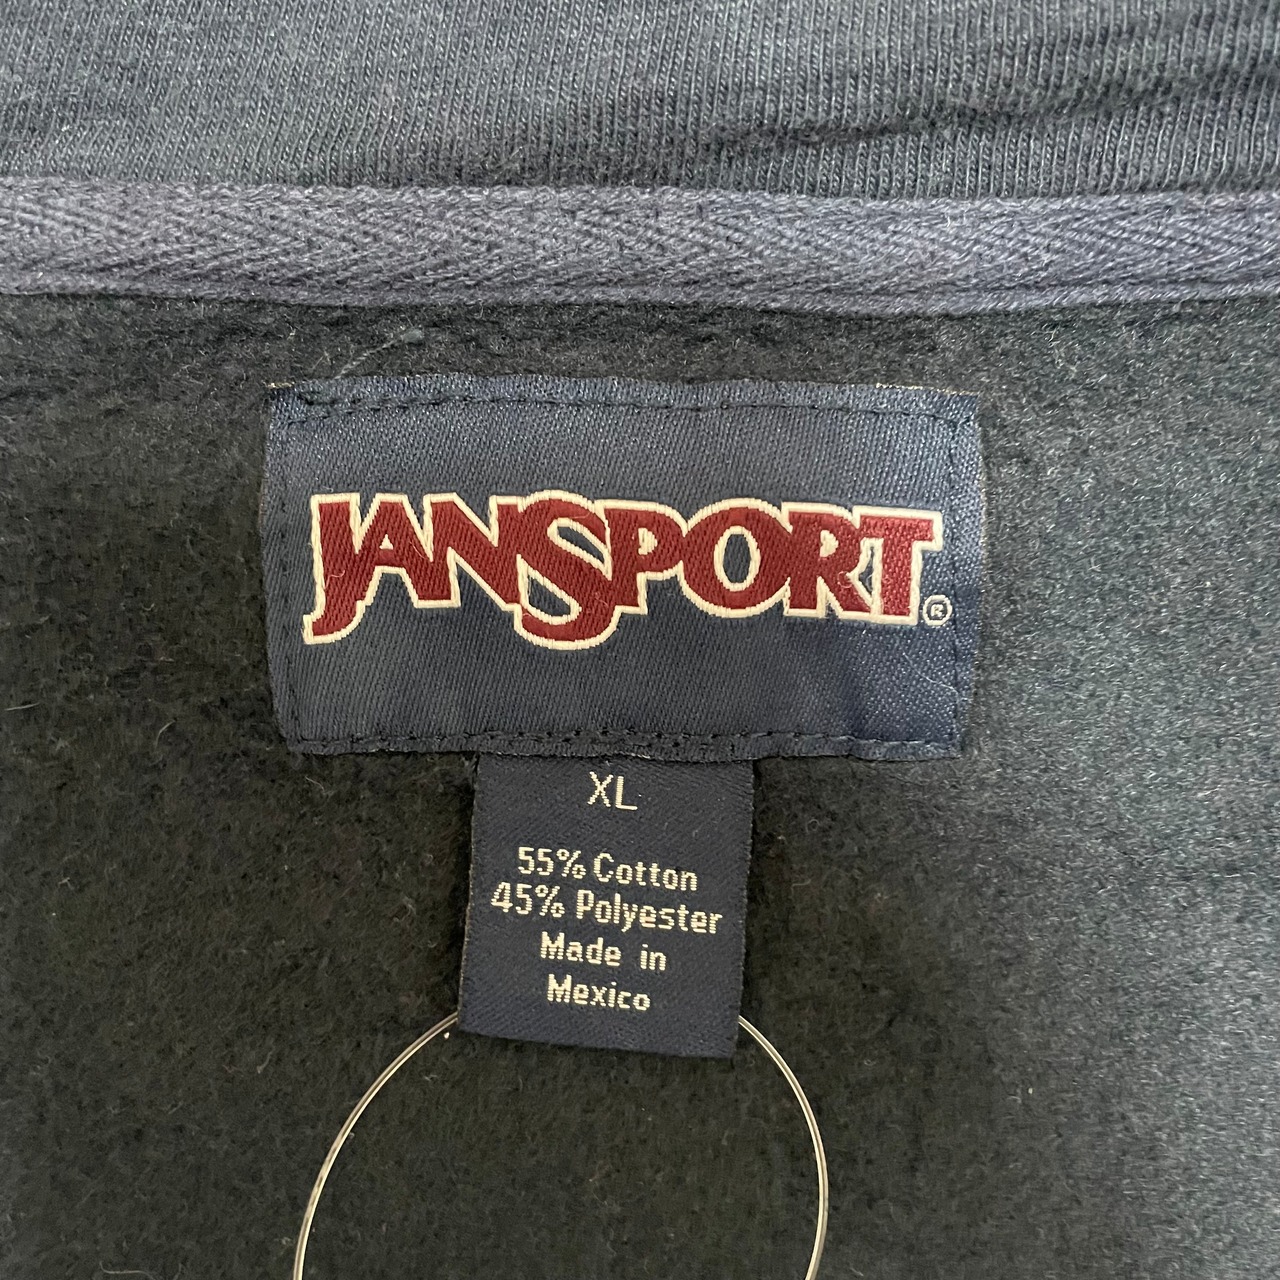 JANSPORT®
XL
55% Cotton
45% Polyester
Made in
Mexico